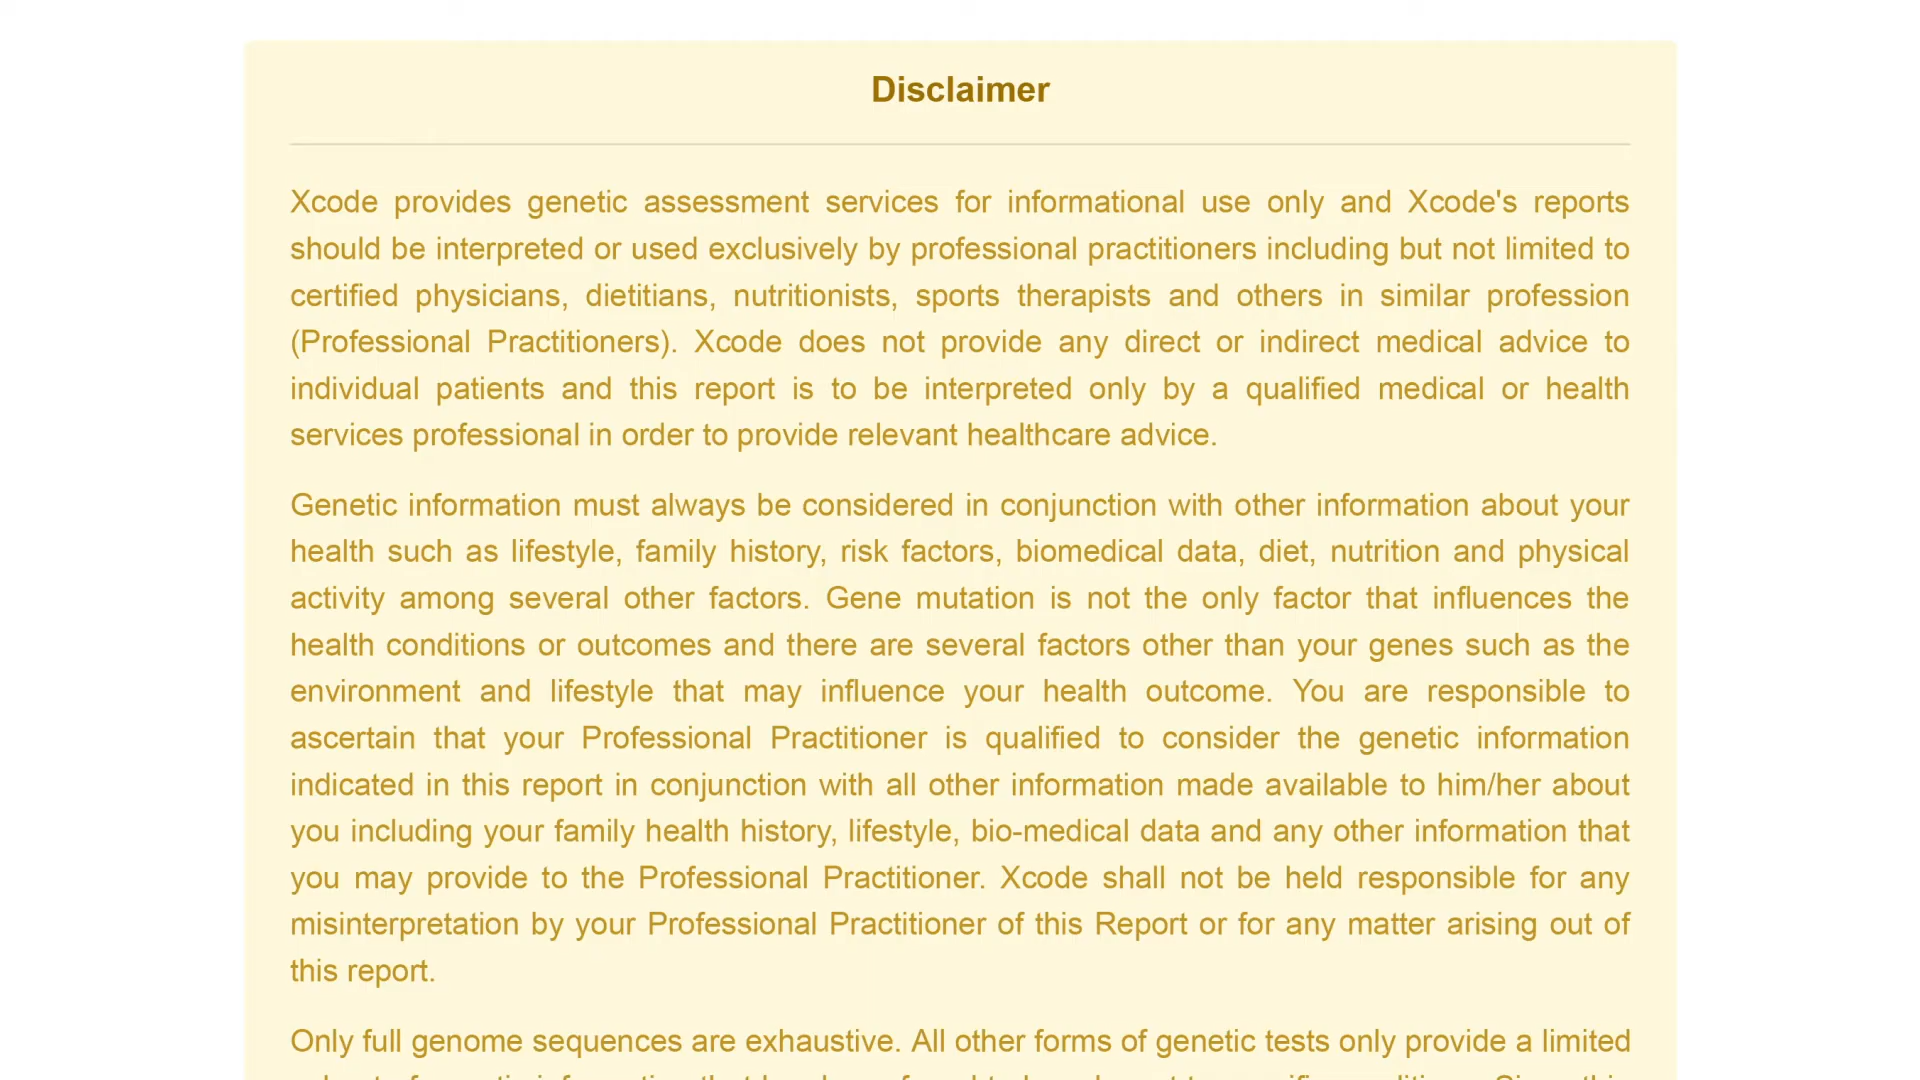 Disclaimer
Xcode provides genetic assessment services for informational use only and Xcode's reports
should be interpreted or used exclusively by professional practitioners including but not limited to
certified physicians, dietitians, nutritionists, sports therapists and others in similar profession
(Professional Practitioners). Xcode does not provide any direct or indirect medical advice to
individual patients and this report is to be interpreted only by a qualified medical or health
services professional in order to provide relevant healthcare advice.
Genetic information must always be considered in conjunction with other information about your
health such as lifestyle, family history, risk factors, biomedical data, diet, nutrition and physical
activity among several other factors. Gene mutation is not the only factor that influences the
health conditions or outcomes and there are several factors other than your genes such as the
environment and lifestyle that may influence your health outcome. You are responsible to
ascertain that your Professional Practitioner is qualified to consider the genetic information
indicated in this report in conjunction with all other information made available to him/her about
you including your family health history, lifestyle, bio-medical data and any other information that
you may provide to the Professional Practitioner. Xcode shall not be held responsible for any
misinterpretation by your Professional Practitioner of this Report or for any matter arising out of
this report.
Only full genome sequences are exhaustive. All other forms of genetic tests only provide a limited